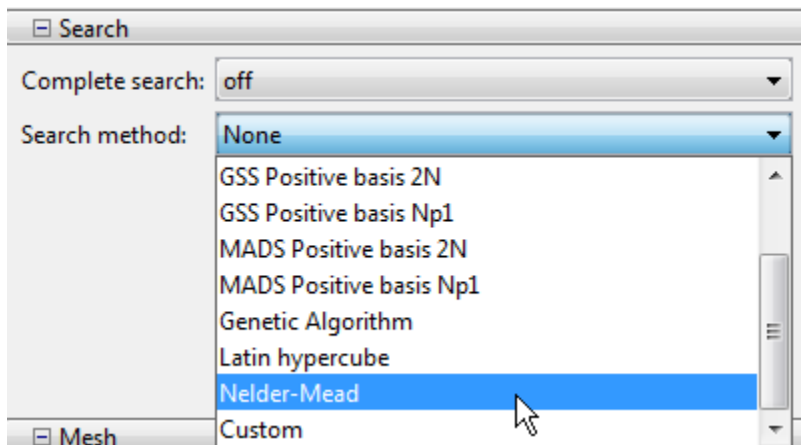 Search
Complete search: off
Search method: None
GSS Positive basis 2N
GSS Positive basis Np1
MADS Positive basis 2N
MADS Positive basis Np1
Genetic Algorithm
Latin hypercube
Nelder-Mead
Custom
Mesh